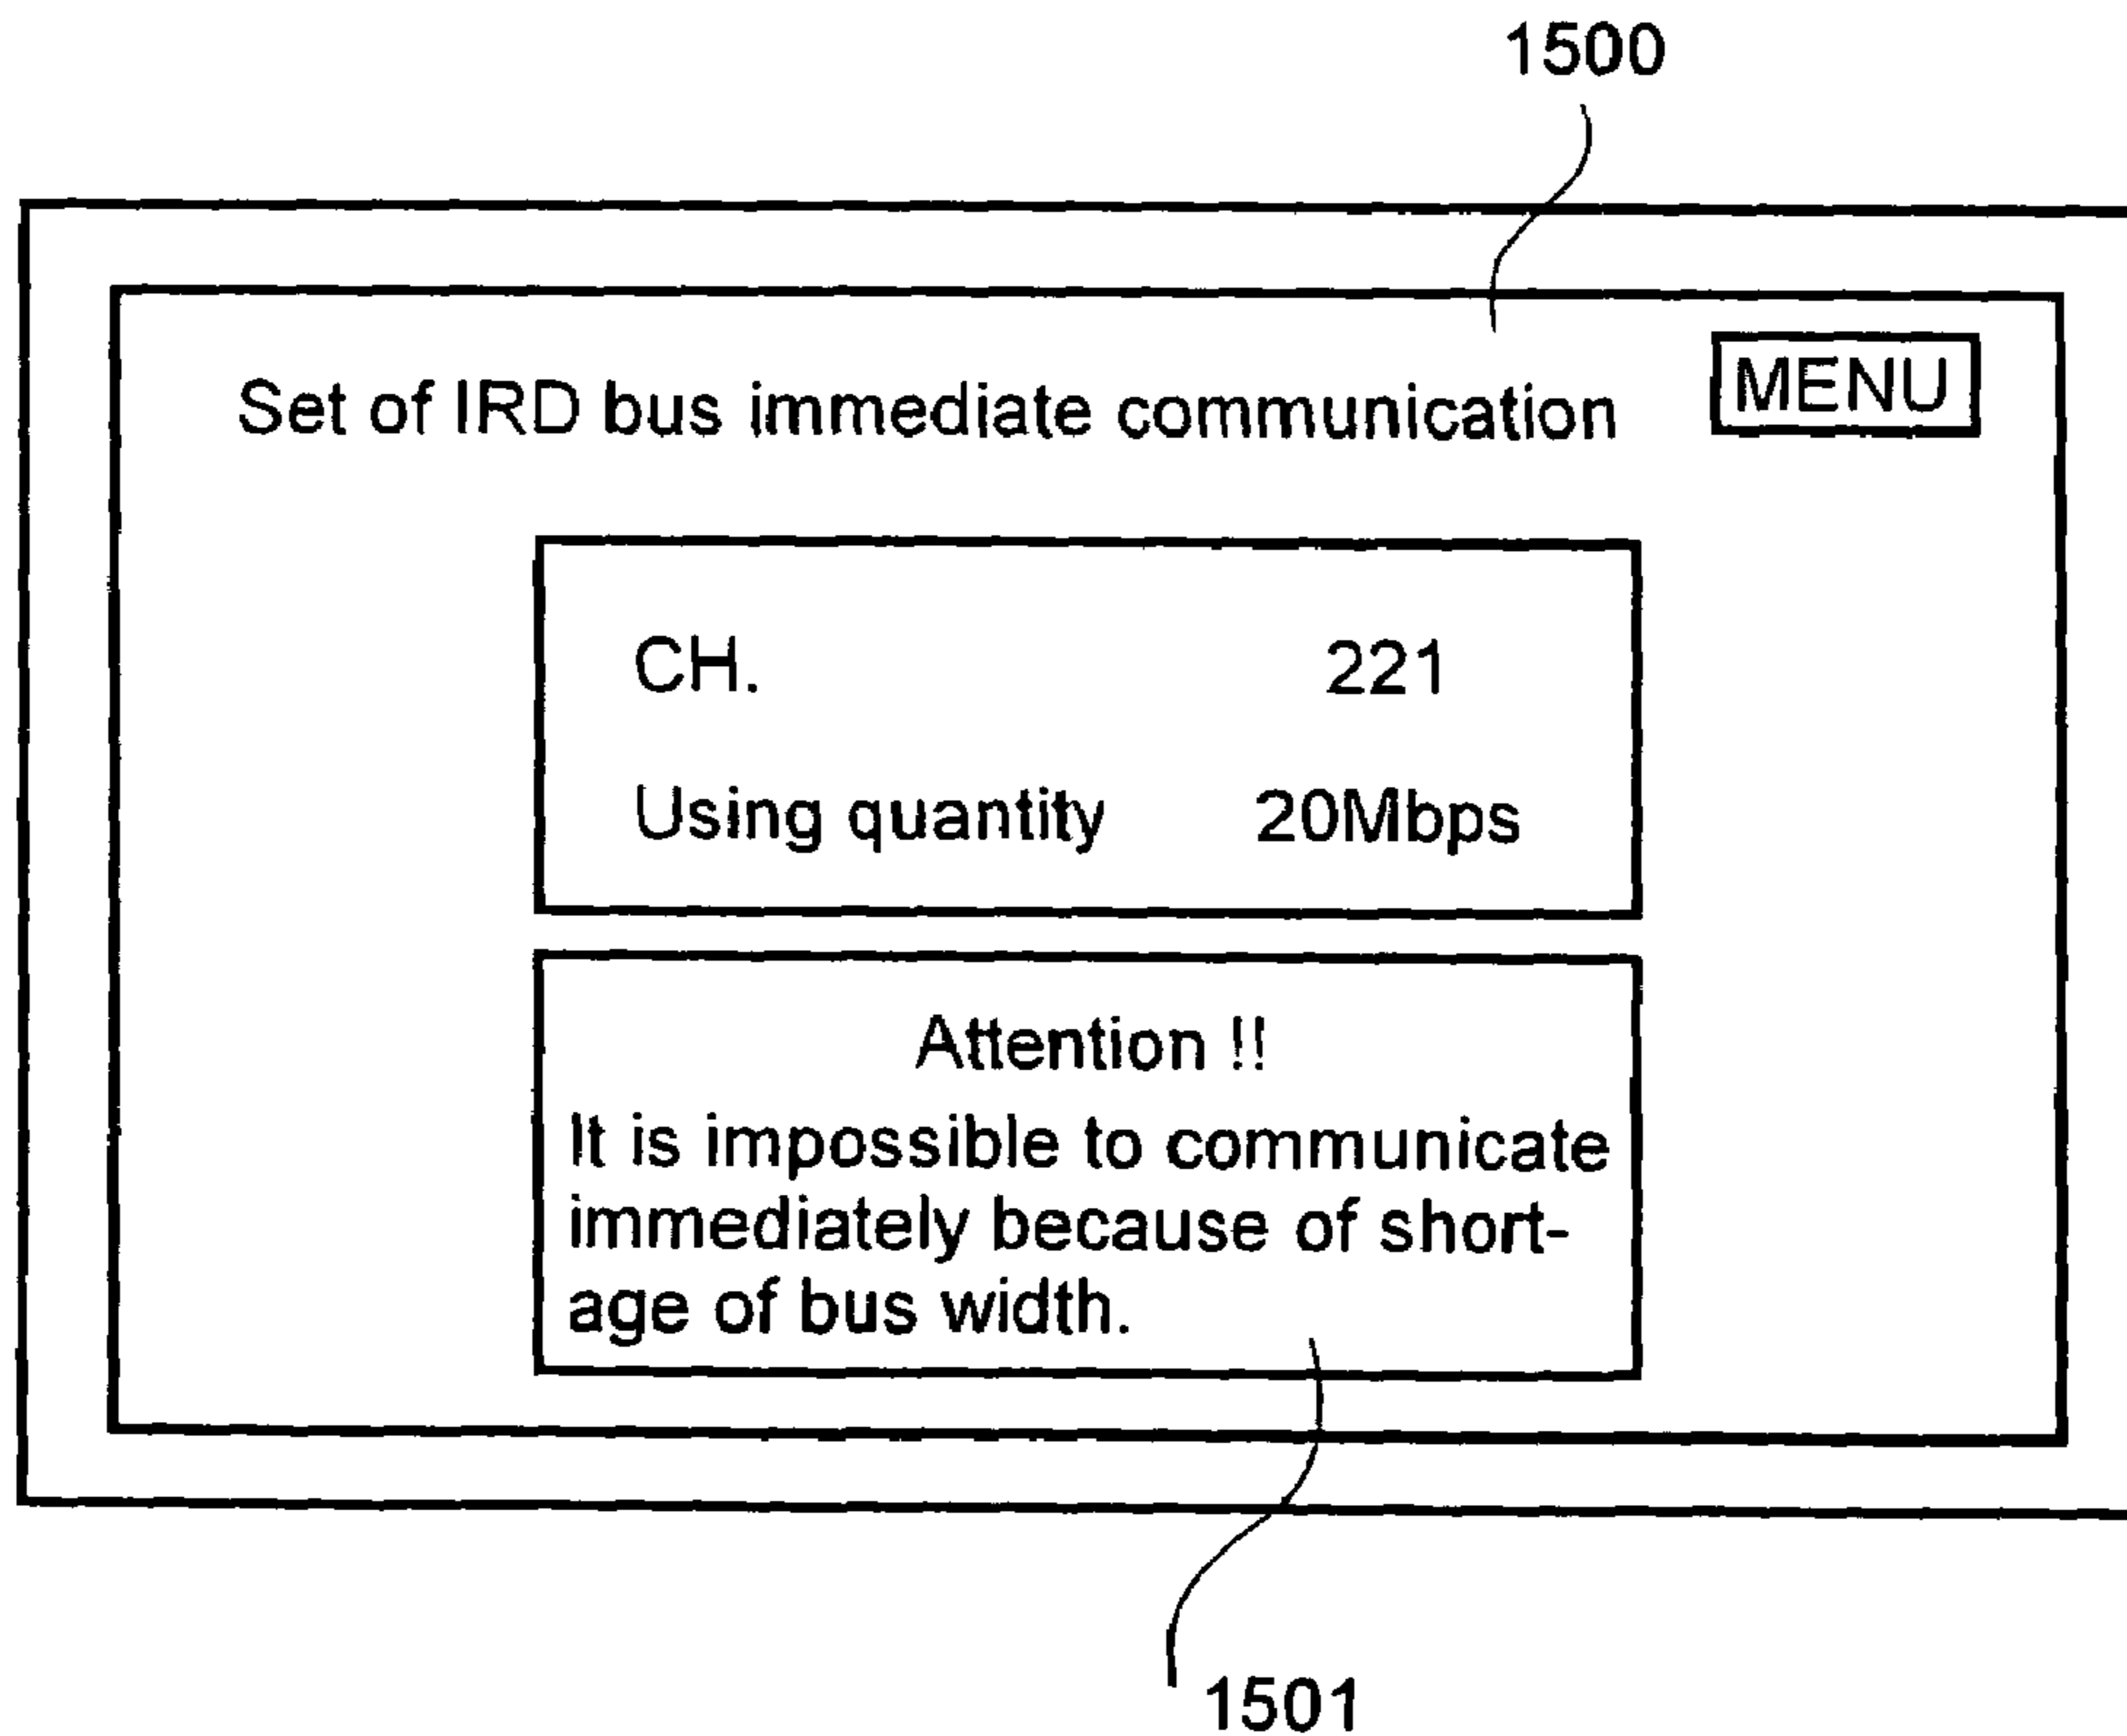 1500
Set of IRD bus immediate communication MENU
CH. 221
Using quantity 20Mbps
Attention !!
It is impossible to communicate
immediately because of short-
age of bus width.
1501